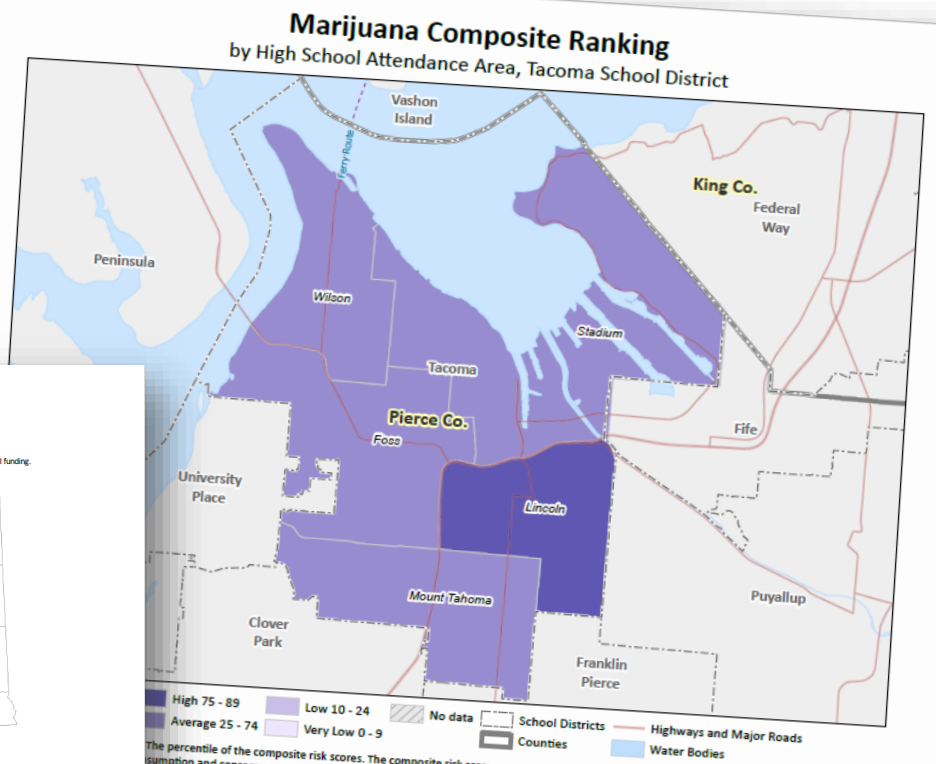 Marijuana Composite Ranking
by High School Attendance Area, Tacoma School District
Vashon
Island
Ferry Route
King Co.
Federal
Way
Peninsula
Wilson
Stadium
Tacoma
Pierce Co.
Foss
Fife
University
Place
Lincoln
Mount Tahoma
Puyallup
Clover
Park
Franklin
Pierce
funding.
High 75 - 89
Low 10 - 24
No data
School Districts
Highways and Major Roads
Average 25 - 74
Very Low 0 - 9
Counties
Water Bodies
The percentile of the composite risk scores. The composite risk